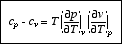 c_p - c_v = T (∂p/∂T)_v (∂v/∂T)_p